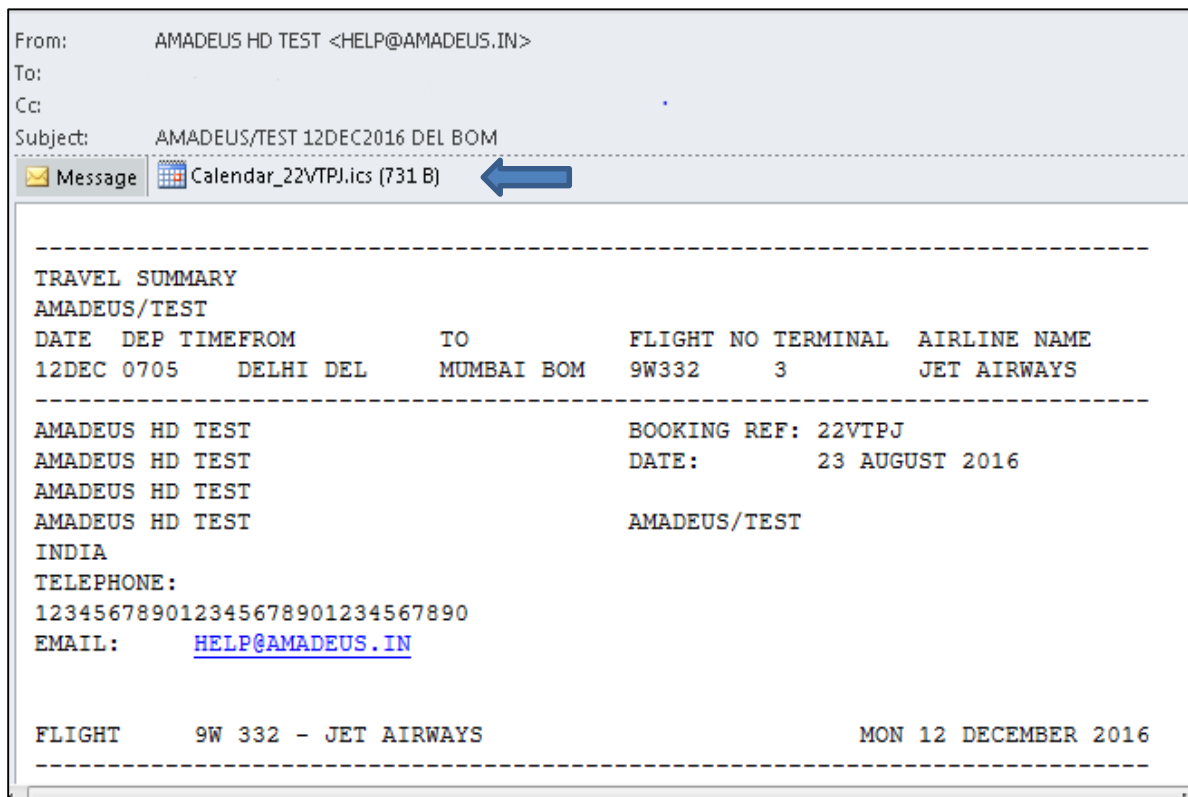 From: AMADEUS HD TEST <HELP@AMADEUS.IN>
To:
Cc:
Subject: AMADEUS/TEST 12DEC2016 DEL BOM
Message Calendar_22VTPJ.ics (731 B)
--------------------------------------------------------------------------
TRAVEL SUMMARY
AMADEUS/TEST
DATE DEP TIMEFROM TO FLIGHT NO TERMINAL AIRLINE NAME
12DEC 0705 DELHI DEL MUMBAI BOM 9W332 3 JET AIRWAYS
--------------------------------------------------------------------------
AMADEUS HD TEST BOOKING REF: 22VTPJ
AMADEUS HD TEST DATE: 23 AUGUST 2016
AMADEUS HD TEST
AMADEUS HD TEST AMADEUS/TEST
INDIA
TELEPHONE:
123456789012345678901234567890
EMAIL: HELP@AMADEUS.IN
FLIGHT 9W 332 - JET AIRWAYS MON 12 DECEMBER 2016
--------------------------------------------------------------------------